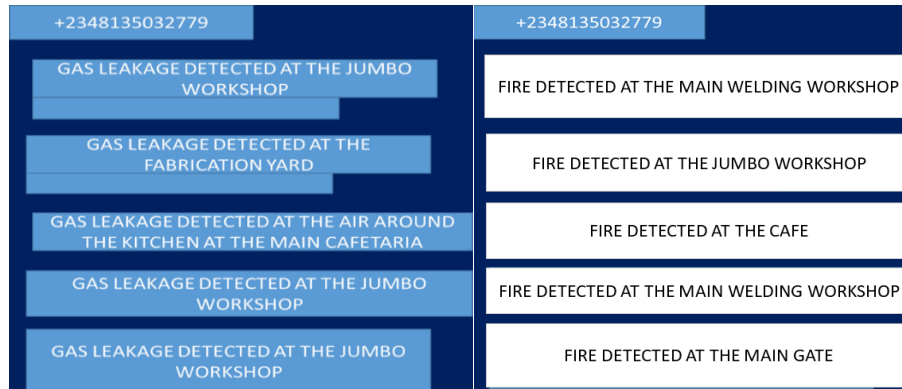 +2348135032779
GAS LEAKAGE DETECTED AT THE JUMBO
WORKSHOP
GAS LEAKAGE DETECTED AT THE
FABRICATION YARD
GAS LEAKAGE DETECTED AT THE AIR AROUND
THE KITCHEN AT THE MAIN CAFETARIA
GAS LEAKAGE DETECTED AT THE JUMBO
WORKSHOP
GAS LEAKAGE DETECTED AT THE JUMBO
WORKSHOP
+2348135032779
FIRE DETECTED AT THE MAIN WELDING WORKSHOP
FIRE DETECTED AT THE JUMBO WORKSHOP
FIRE DETECTED AT THE CAFE
FIRE DETECTED AT THE MAIN WELDING WORKSHOP
FIRE DETECTED AT THE MAIN GATE